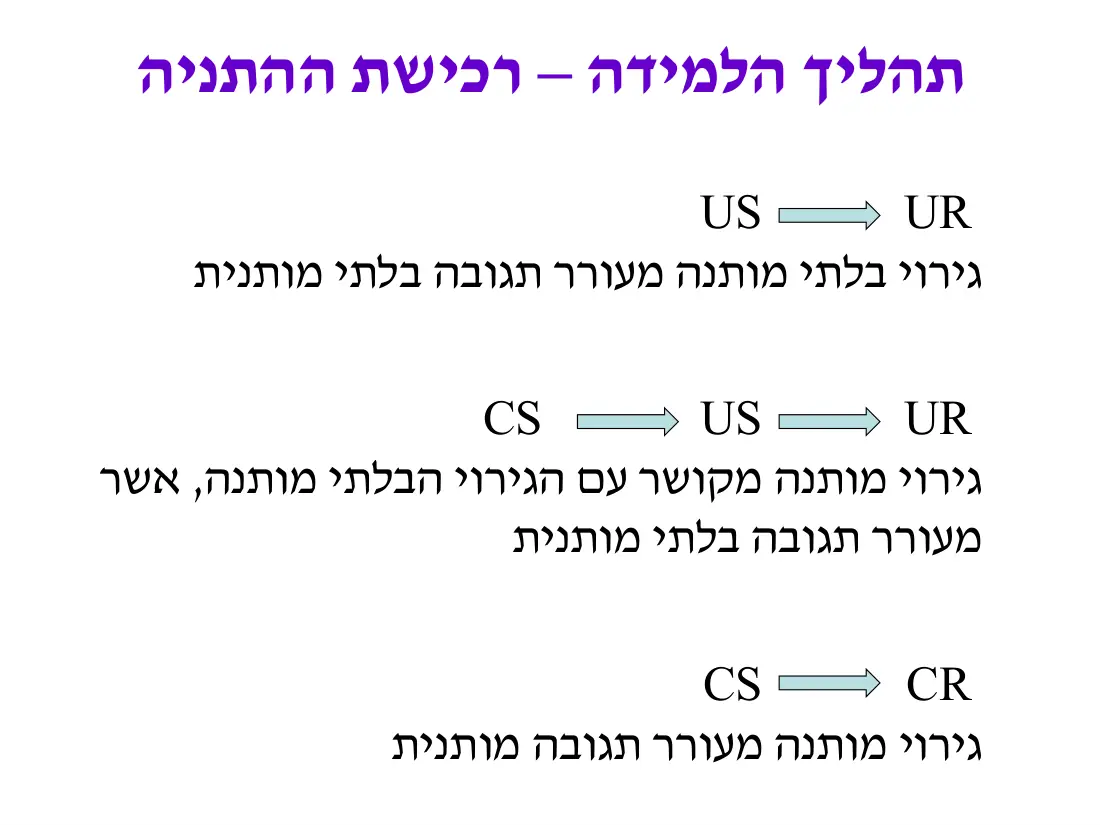 תהליך הלמידה – רכישת ההתניה
US UR
גירוי בלתי מותנה מעורר תגובה בלתי מותנית
CS US UR
גירוי מותנה מקושר עם הגירוי הבלתי מותנה, אשר
מעורר תגובה בלתי מותנית
CS CR
גירוי מותנה מעורר תגובה מותנית